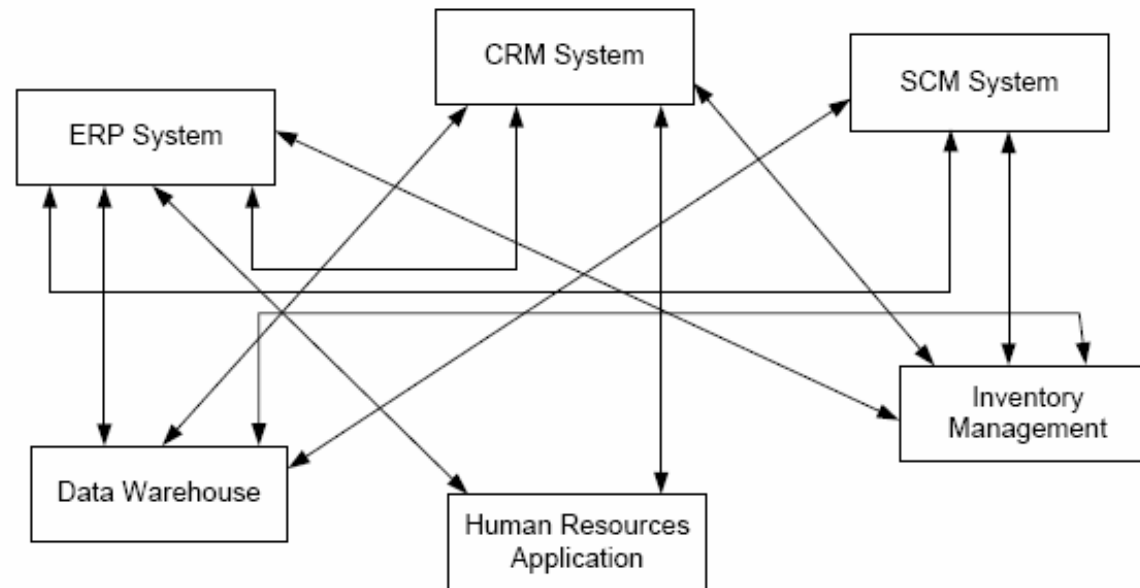 CRM System
SCM System
ERP System
Inventory
Management
Data Warehouse
Human Resources
Application